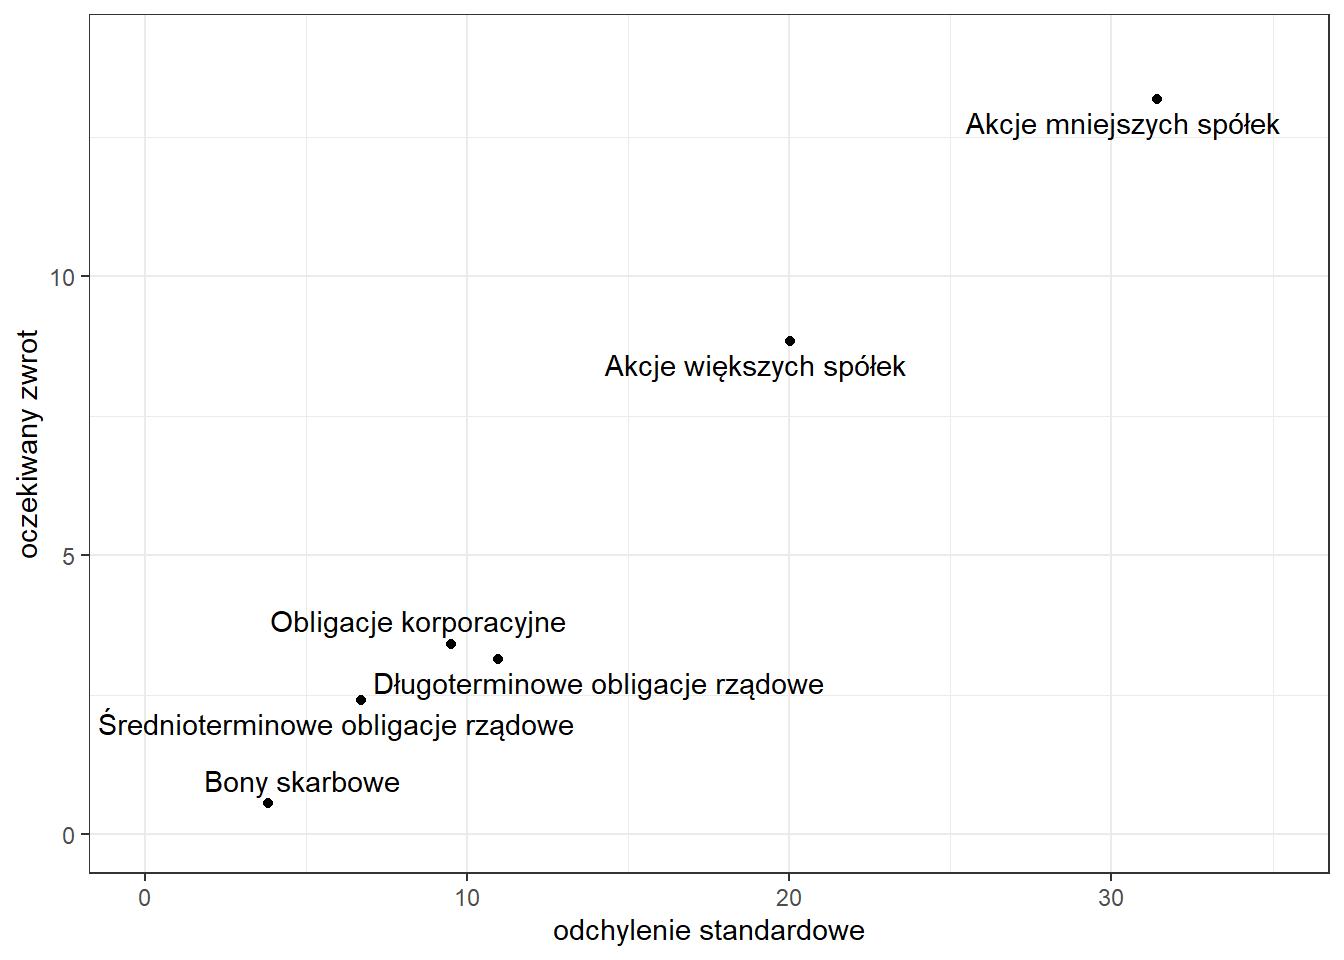 Akcje mniejszych spółek
10
Akcje większych spółek
oczekiwany zwrot
5
Obligacje korporacyjne
Długoterminowe obligacje rządowe
Średnioterminowe obligacje rządowe
Bony skarbowe
0
0 10 20 30
odchylenie standardowe